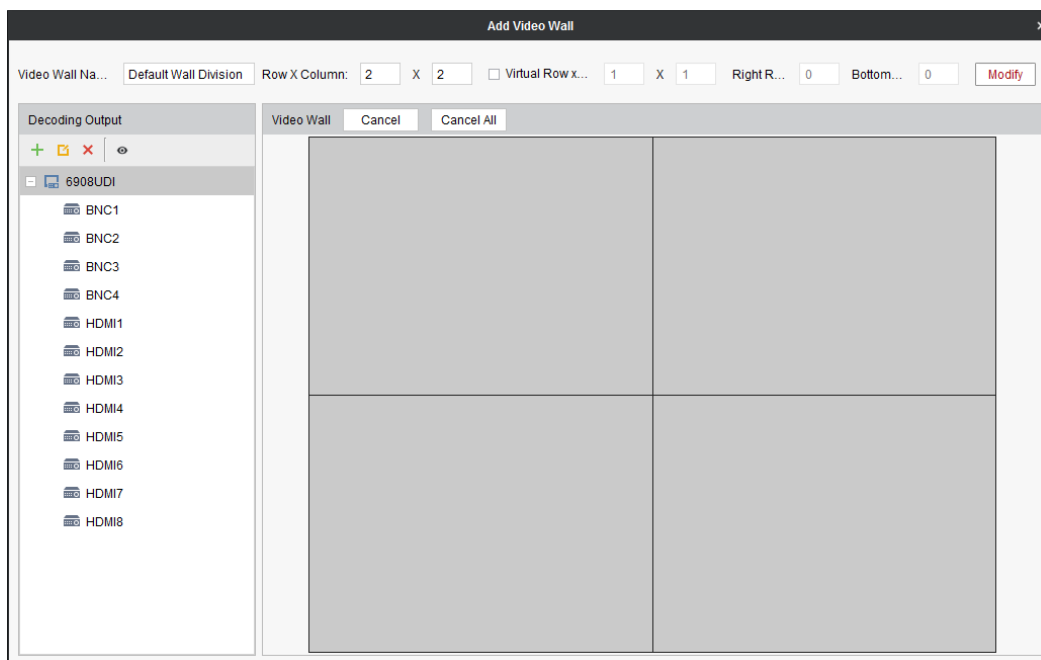 Add Video Wall
Video Wall Na... Default Wall Division Row X Column: 2 X 2 Virtual Row x... 1 X 1 Right R... 0 Bottom... 0 Modify
Decoding Output
Video Wall Cancel Cancel All
6908UDI
BNC1
BNC2
BNC3
BNC4
HDMI1
HDMI2
HDMI3
HDMI4
HDMI5
HDMI6
HDMI7
HDMI8